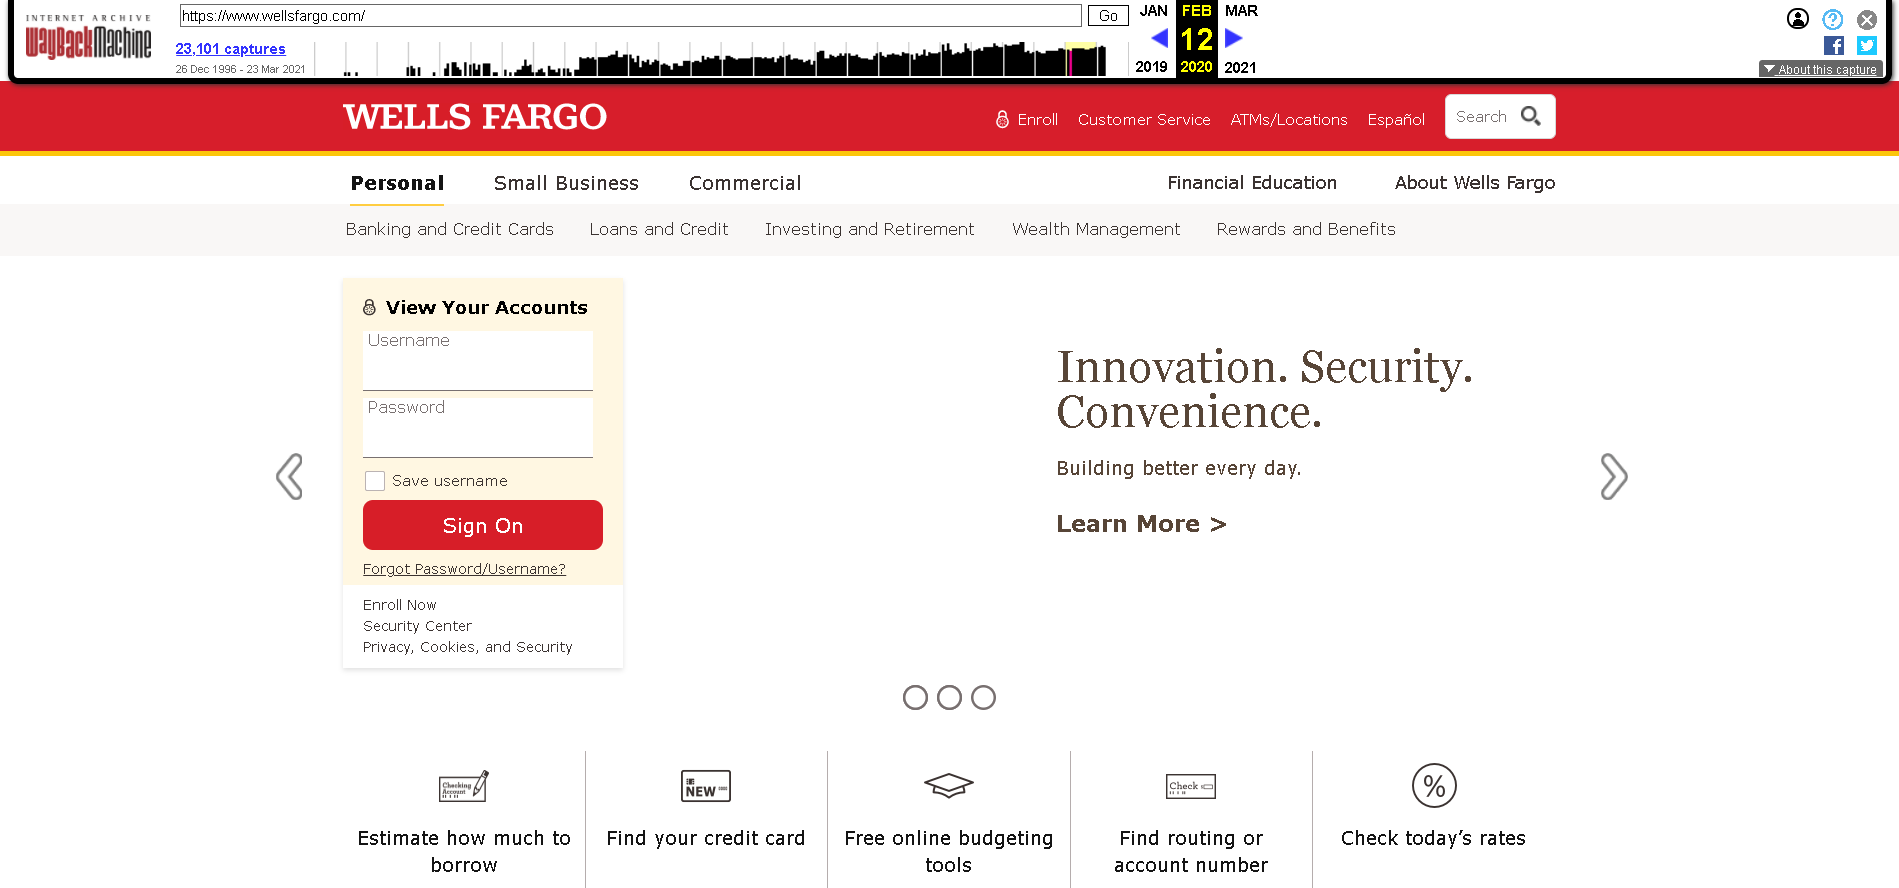 INTERNET ARCHIVE
WayBackMachine
https://www.wellsfargo.com/
Go
JAN FEB MAR
23,101 captures
12
26 Dec 1996 - 23 Mar 2021
2019 2020 2021
About this capture
WELLS FARGO
Enroll Customer Service ATMs/Locations Español Search
Personal Small Business Commercial Financial Education About Wells Fargo
Banking and Credit Cards Loans and Credit Investing and Retirement Wealth Management Rewards and Benefits
View Your Accounts
Username
Password
Save username
Sign On
Forgot Password/Username?
Enroll Now
Security Center
Privacy, Cookies, and Security
Innovation. Security.
Convenience.
Building better every day.
Learn More >
Checking
Account
Estimate how much to
borrow
NEW
Find your credit card
Free online budgeting
tools
Check
Find routing or
account number
%
Check today’s rates